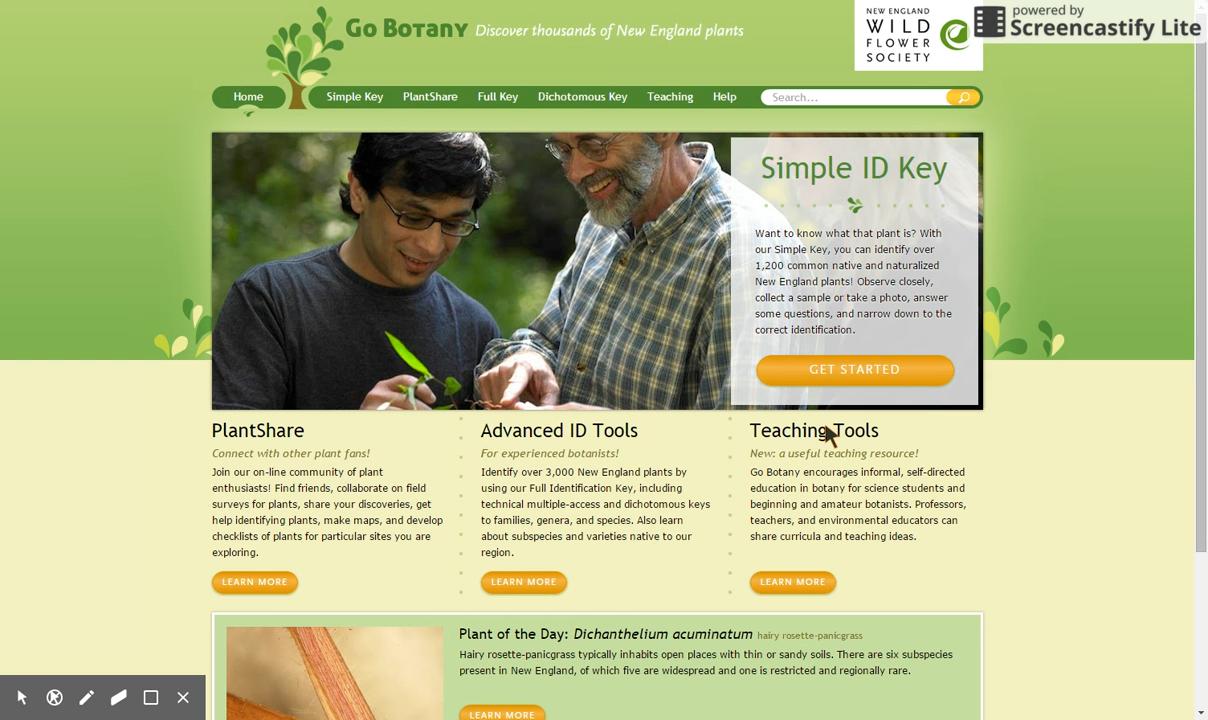 Go Botany Discover thousands of New England plants
NEW ENGLAND
WILD
FLOWER
SOCIETY
powered by
Screencastify Lite
Home Simple Key PlantShare Full Key Dichotomous Key Teaching Help Search...
Simple ID Key
Want to know what that plant is? With
our Simple Key, you can identify over
1,200 common native and naturalized
New England plants! Observe closely,
collect a sample or take a photo, answer
some questions, and narrow down to the
correct identification.
GET STARTED
PlantShare
Connect with other plant fans!
Join our on-line community of plant
enthusiasts! Find friends, collaborate on field
surveys for plants, share your discoveries, get
help identifying plants, make maps, and develop
checklists of plants for particular sites you are
exploring.
LEARN MORE
Advanced ID Tools
For experienced botanists!
Identify over 3,000 New England plants by
using our Full Identification Key, including
technical multiple-access and dichotomous keys
to families, genera, and species. Also learn
about subspecies and varieties native to our
region.
LEARN MORE
Teaching Tools
New: a useful teaching resource!
Go Botany encourages informal, self-directed
education in botany for science students and
beginning and amateur botanists. Professors,
teachers, and environmental educators can
share curricula and teaching ideas.
LEARN MORE
Plant of the Day: Dichanthelium acuminatum hairy rosette-panicgrass
Hairy rosette-panicgrass typically inhabits open places with thin or sandy soils. There are six subspecies
present in New England, of which five are widespread and one is restricted and regionally rare.
LEARN MORE